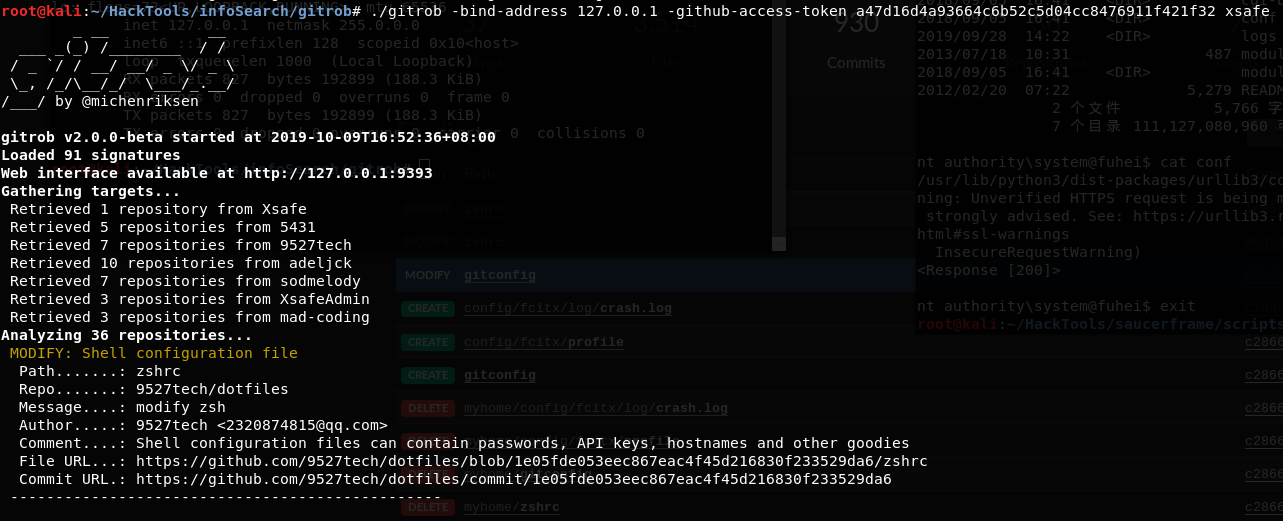 root@kali:~/HackTool/infoSearch/gitrob# ./gitrob -bind-address 127.0.0.1 -github-access-token a47d16d4a93664c6b52c5d04cc8476911f421f32 xsafe
/___/ by @michenriksen
gitrob v2.0.0-beta started at 2019-10-09T16:52:36+08:00
Loaded 91 signatures
Web interface available at http://127.0.0.1:9393
Gathering targets...
Retrieved 1 repository from Xsafe
Retrieved 5 repositories from 5431
Retrieved 7 repositories from 9527tech
Retrieved 10 repositories from adeljck
Retrieved 7 repositories from sodmelody
Retrieved 3 repositories from XsafeAdmin
Retrieved 3 repositories from mad-coding
Analyzing 36 repositories...
MODIFY: Shell configuration file
Path.......: zshrc
Repo.......: 9527tech/dotfiles
Message....: modify zsh
Author.....: 9527tech <2320874815@qq.com>
Comment....: Shell configuration files can contain passwords, API keys, hostnames and other goodies
File URL...: https://github.com/9527tech/dotfiles/blob/1e05fde053eec867eac4f45d216830f233529da6/zshrc
Commit URL.: https://github.com/9527tech/dotfiles/commit/1e05fde053eec867eac4f45d216830f233529da6
------------------------------------------------
inet 127.0.0.1 netmask 255.0.0.0
inet6 ::1 prefixlen 128 scopeid 0x10<host>
loop txqueuelen 1000 (Local Loopback)
RX packets 827 bytes 192899 (188.3 KiB)
RX errors 0 dropped 0 overruns 0 frame 0
TX packets 827 bytes 192899 (188.3 KiB)
collisions 0
930
Commits
Path
MODIFY gitconfig
CREATE config/fcitx/log/crash.log
CREATE config/fcitx/profile
CREATE gitconfig
DELETE myhome/config/fcitx/log/crash.log
DELETE myhome/zshrc
c2866
c2866
c2866
c2866
c2866
2018/09/05 16:41 <DIR>
2019/09/28 14:22 <DIR> logs
2013/07/18 10:31 487 modul
2018/09/05 16:41 <DIR> modul
2012/02/20 07:22 5,279 READM
2 个文件 5,766 字
7 个目录 111,127,080,960 可
nt authority\system@fuhei$ cat conf
/usr/lib/python3/dist-packages/urllib3/co
ning: Unverified HTTPS request is being m
strongly advised. See: https://urllib3.r
html#ssl-warnings
InsecureRequestWarning)
<Response [200]>
nt authority\system@fuhei$ exit
root@kali:~/HackTools/saucerframe/scripts